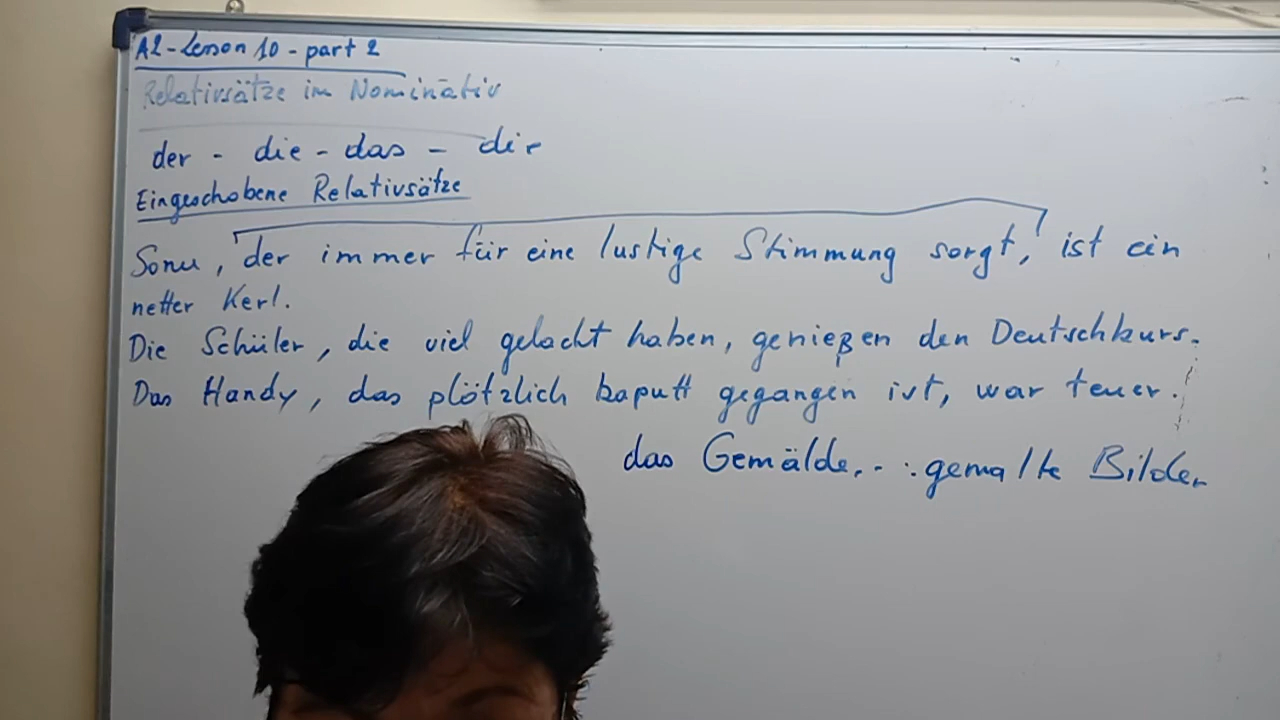 A2-Lesson 10 - part 2
Relativsätze im Nominativ
der - die - das - die
Eingeschobene Relativsätze
Sonu, der immer für eine lustige Stimmung sorgt, ist ein
netter Kerl.
Die Schüler, die viel gelacht haben, genießen den Deutschkurs.
Das Handy, das plötzlich kaputt gegangen ist, war teuer.
das Gemälde, - : gemalte Bilder